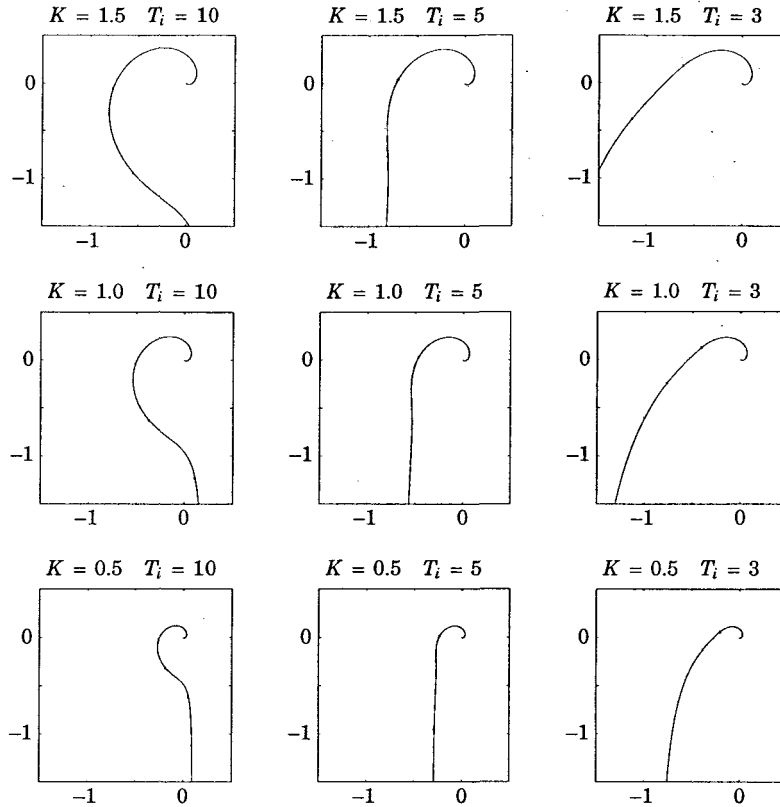 K = 1.5 T_i = 10 K = 1.5 T_i = 5 K = 1.5 T_i = 3
0 0 0
−1 −1 −1
−1 0 −1 0 −1 0
K = 1.0 T_i = 10 K = 1.0 T_i = 5 K = 1.0 T_i = 3
0 0 0
−1 −1 −1
−1 0 −1 0 −1 0
K = 0.5 T_i = 10 K = 0.5 T_i = 5 K = 0.5 T_i = 3
0 0 0
−1 −1 −1
−1 0 −1 0 −1 0